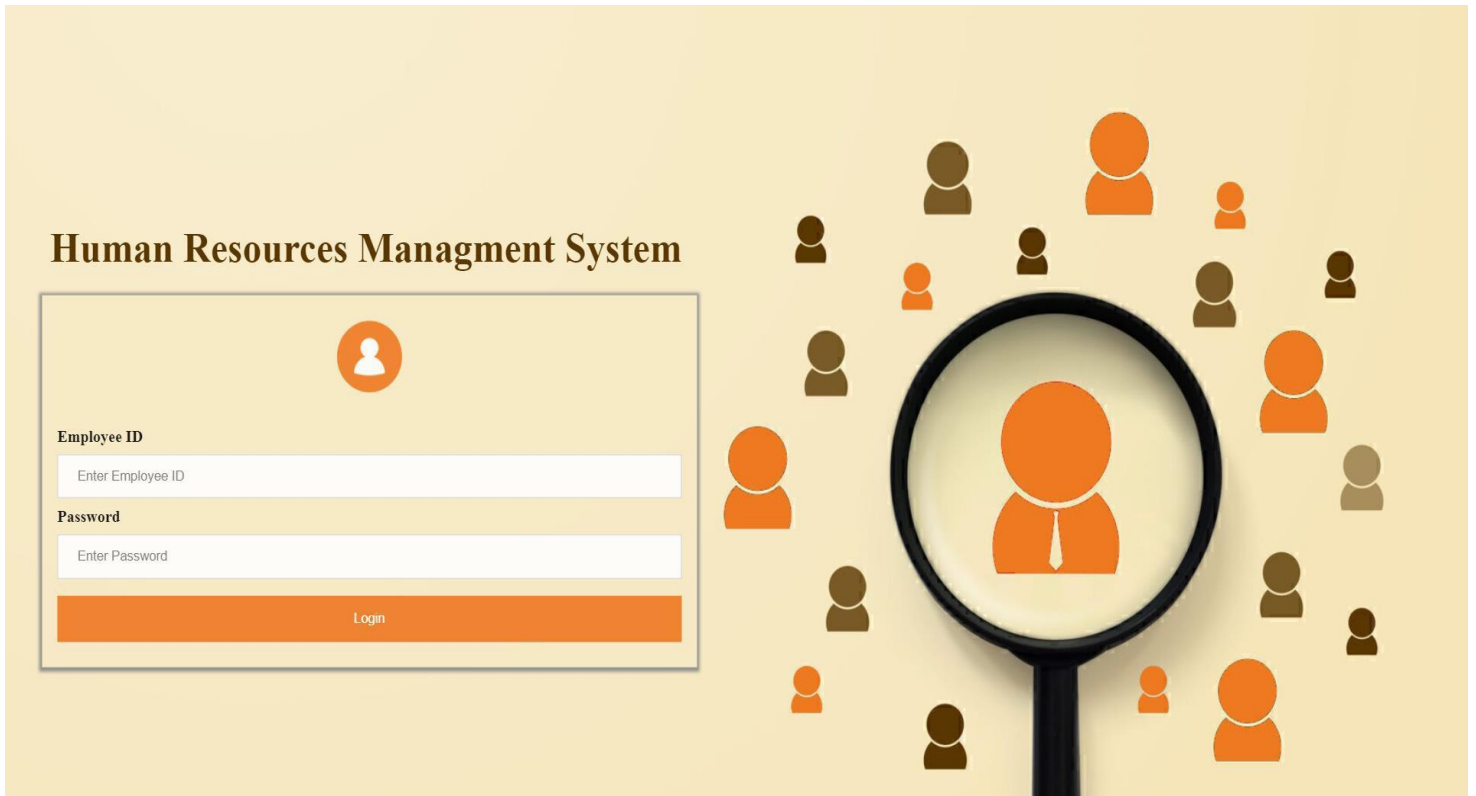 Human Resources Managment System
Employee ID
Enter Employee ID
Password
Enter Password
Login